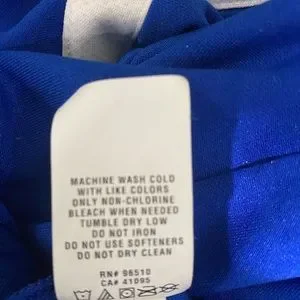 MACHINE WASH COLD
WITH LIKE COLORS
ONLY NON-CHLORINE
BLEACH WHEN NEEDED
TUMBLE DRY LOW
DO NOT IRON
DO NOT USE SOFTENERS
DO NOT DRY CLEAN
RN# 96510
CA# 41095